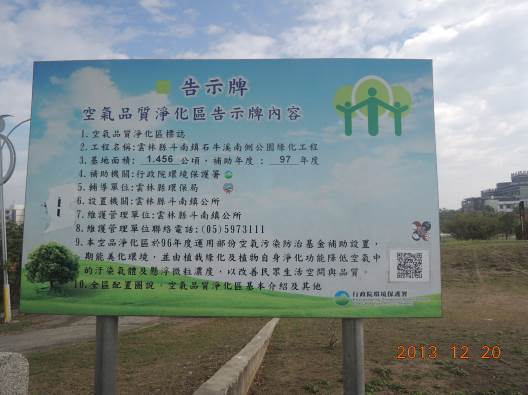 告示牌
空氣品質淨化區告示牌內容
1.空氣品質淨化區標誌
2.工程名稱:雲林縣斗南鎮石牛溪南側公園綠化工程
3.基地面積: 1.456 公頃，補助年度: 97 年度
4.補助機關:行政院環境保護署
5.輔導單位:雲林縣環保局
6.設置機關:雲林縣斗南鎮公所
7.維護管理單位:雲林縣斗南鎮公所
8.維護管理單位聯絡電話:(05)5973111
9.本空品淨化區於96年度運用部份空氣污染防治基金補助設置，
期能美化環境，並由植栽綠化及植物自身淨化功能降低空氣中
的汙染氣體及懸浮微粒濃度，以改善民眾生活空間與品質。
10.全區配置圖說，空氣品質淨化區基本介紹及其他
行政院環境保護署
2013 12 20